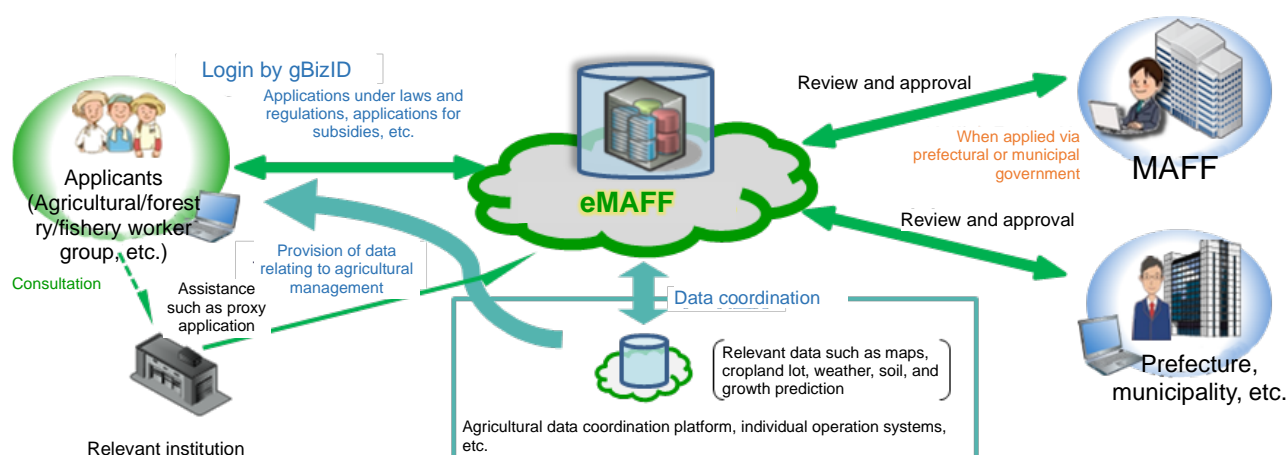 Login by gBizID
Applications under laws and
regulations, applications for
subsidies, etc.
Applicants
(Agricultural/forest
ry/fishery worker
group, etc.)
Consultation
Provision of data
relating to agricultural
management
Assistance
such as proxy
application
Relevant institution
eMAFF
Data coordination
Relevant data such as maps,
cropland lot, weather, soil, and
growth prediction
Agricultural data coordination platform, individual operation systems,
etc.
Review and approval
When applied via
prefectural or municipal
government
MAFF
Review and approval
Prefecture,
municipality, etc.